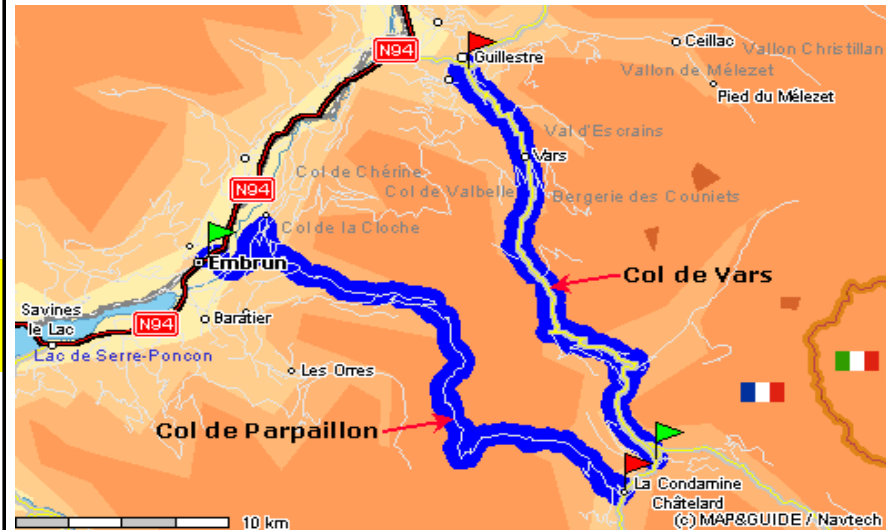 N94
Guillestre
Ceillac
Vallon Christillan
Vallon de Mélezet
Pied du Mélezet
Val d'Escrains
Vars
Col de Chérine
N94
Col de Valbelle
Bergerie des Couniets
Col de la Cloche
Embrun
Col de Vars
Savines
le Lac
N94
Baratier
Lac de Serre-Poncon
Les Orres
Col de Parpaillon
La Condamine
Châtelard
10 km
(c) MAP&GUIDE / Navtech